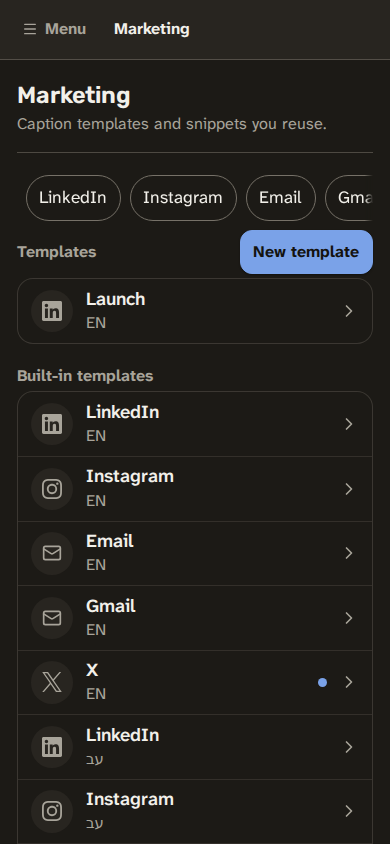 Menu Marketing
Marketing
Caption templates and snippets you reuse.
LinkedIn Instagram Email Gma
Templates New template
Launch
EN
Built-in templates
LinkedIn
EN
Instagram
EN
Email
EN
Gmail
EN
X
EN
LinkedIn
עב
Instagram
עב